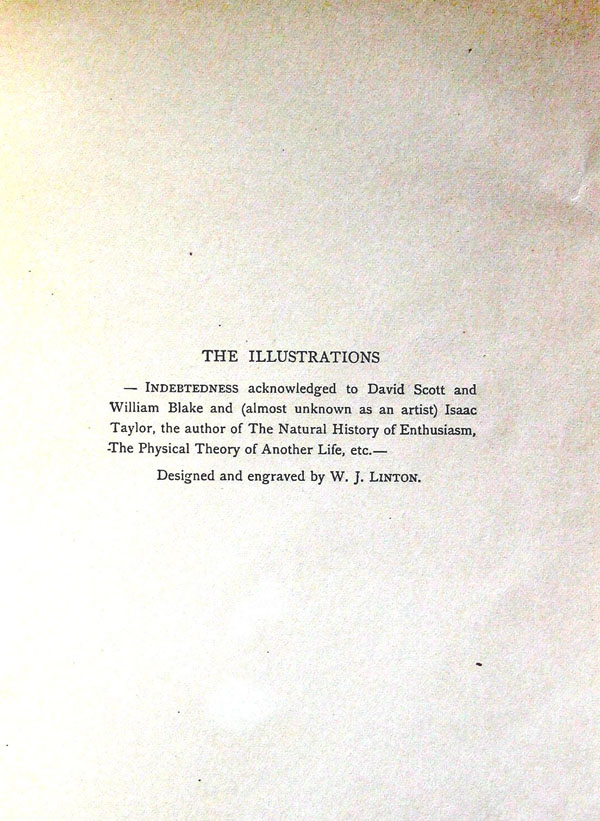 THE ILLUSTRATIONS
— INDEBTEDNESS acknowledged to David Scott and
William Blake and (almost unknown as an artist) Isaac
Taylor, the author of The Natural History of Enthusiasm,
The Physical Theory of Another Life, etc.—
Designed and engraved by W. J. LINTON.